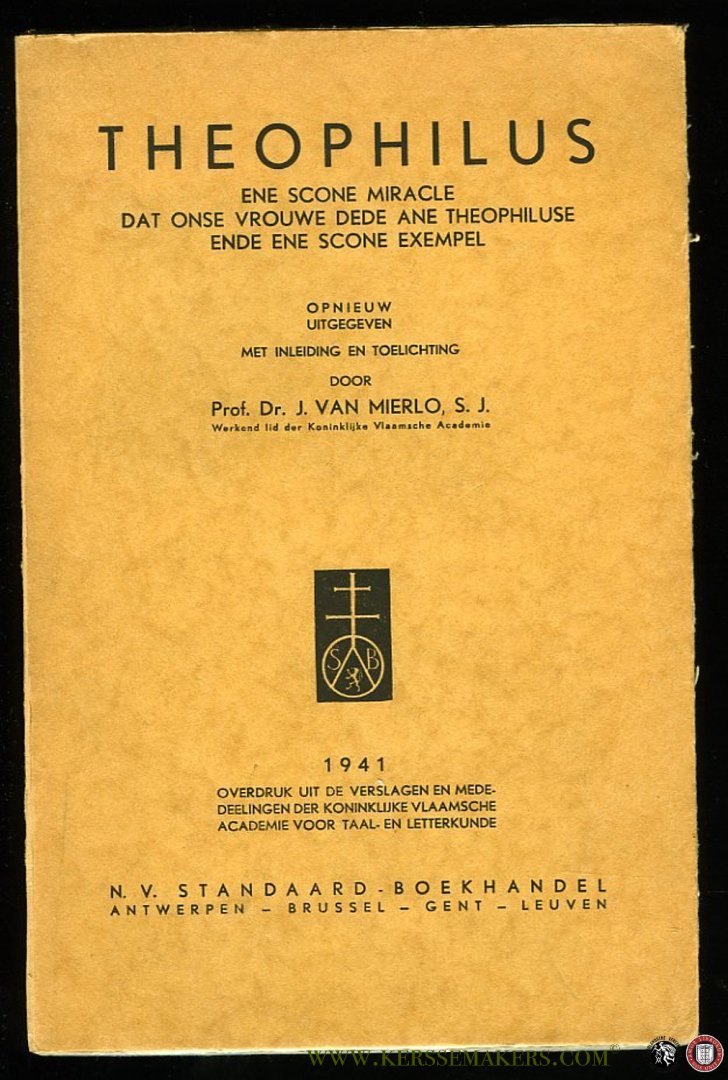 THEOPHILUS
ENE SCONE MIRACLE
DAT ONSE VROUWE DEDE ANE THEOPHILUSE
ENDE ENE SCONE EXEMPEL
OPNIEUW
UITGEGEVEN
MET INLEIDING EN TOELICHTING
DOOR
Prof. Dr. J. VAN MIERLO, S. J.
Werkend lid der Koninklijke Vlaamsche Academie
S B
1941
OVERDRUK UIT DE VERSLAGEN EN MEDE-
DEELINGEN DER KONINKLIJKE VLAAMSCHE
ACADEMIE VOOR TAAL- EN LETTERKUNDE
N. V. STANDAARD - BOEKHANDEL
ANTWERPEN – BRUSSEL – GENT – LEUVEN
WWW.KERSSEMAKERS.COM©